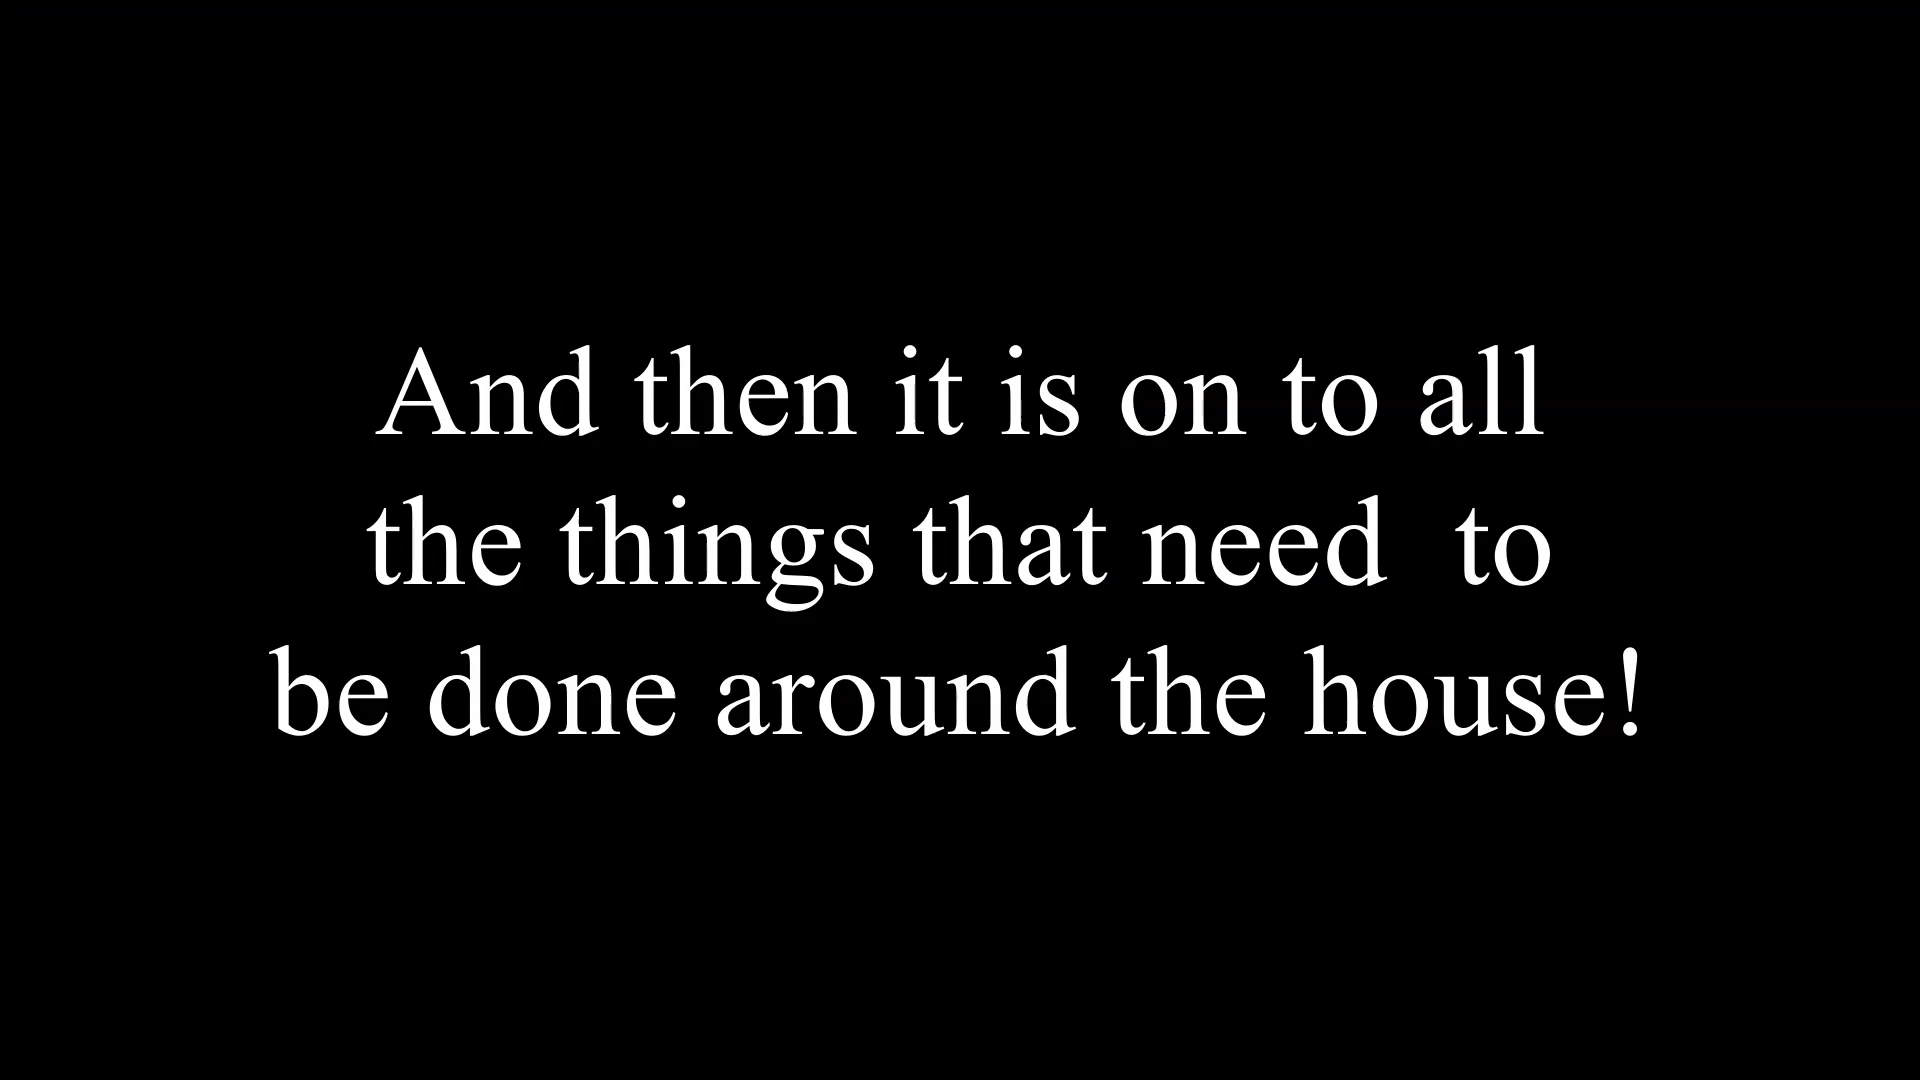 And then it is on to all
the things that need  to
be done around the house!